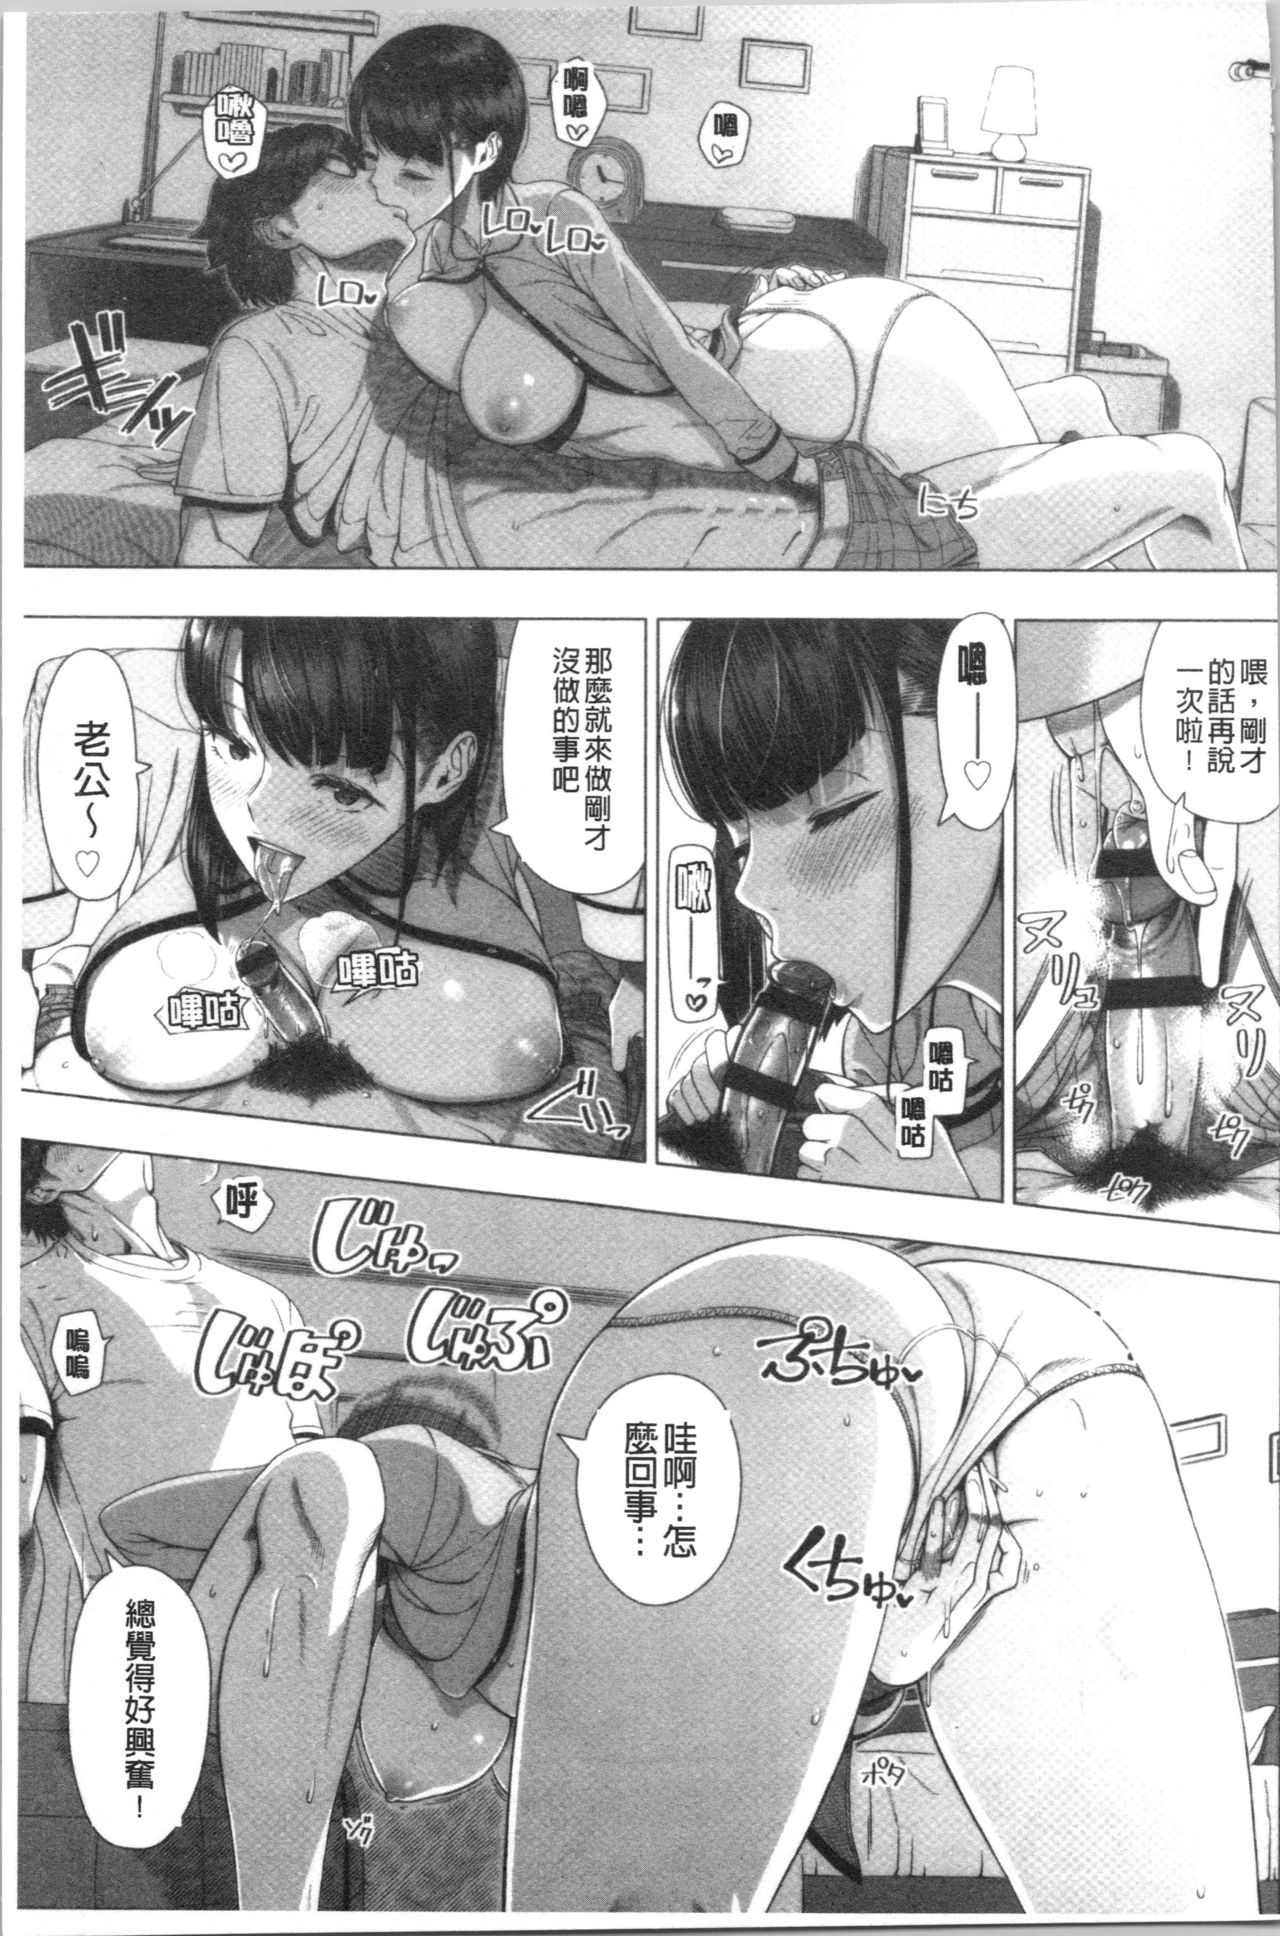 嗯♡
啊嗯♡
啾嚕♡
レロ♥
レロ♥
レロ♥
ギシッ
にち
喂，剛才
的話再說
一次啦！
ヌリュ
ヌリ
ピク
ピク
ピク
嗯——♡
啾——♡
嗯咕
嗯咕
那麼就來做剛才
沒做的事吧
老公～♡
嗶咕
嗶咕
呼
嗚嗚
じゅっ
じゅぷ
じゅぽ
ぷちゅ♥
哇啊…怎
麼回事…
くちゅ♥
總覺得好興奮！
ポタ
ゾク